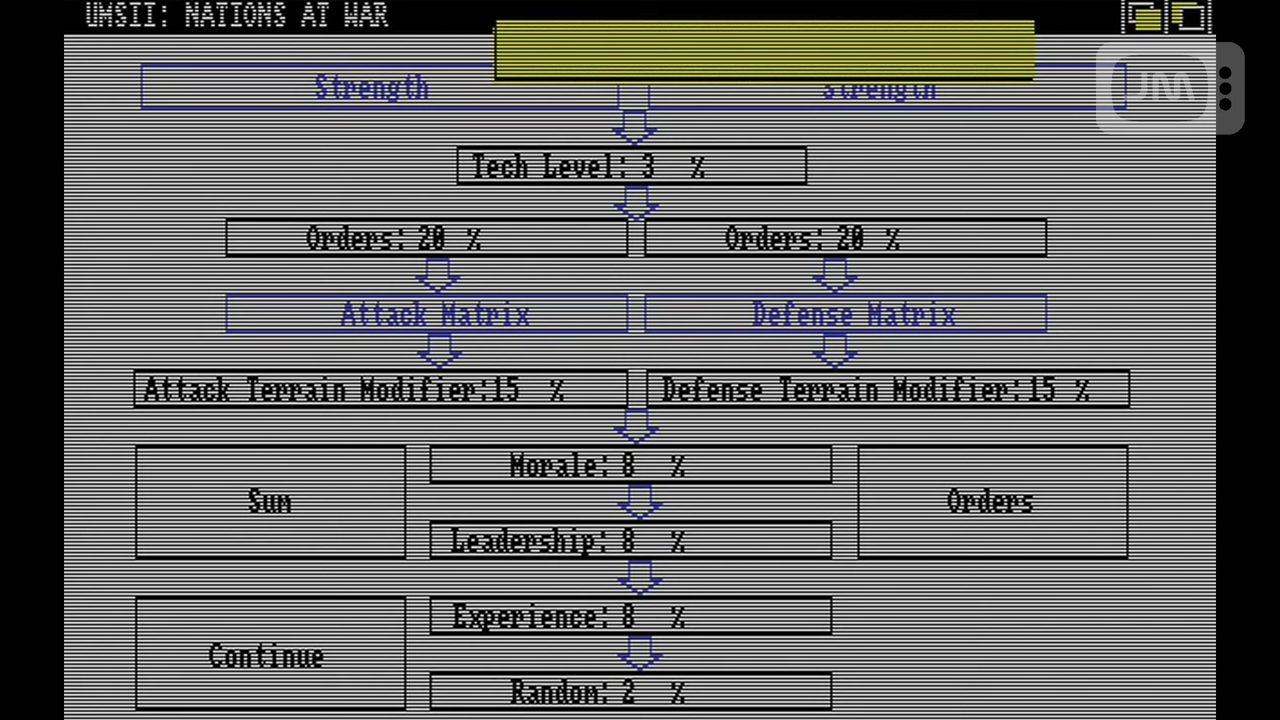 UMSII: NATIONS AT WAR
Strength Strength
Tech Level: 3 %
Orders: 20 % Orders: 20 %
Attack Matrix Defense Matrix
Attack Terrain Modifier:15 % Defense Terrain Modifier:15 %
Morale: 8 %
Sum Orders
Leadership: 8 %
Experience: 8 %
Continue
Random: 2 %